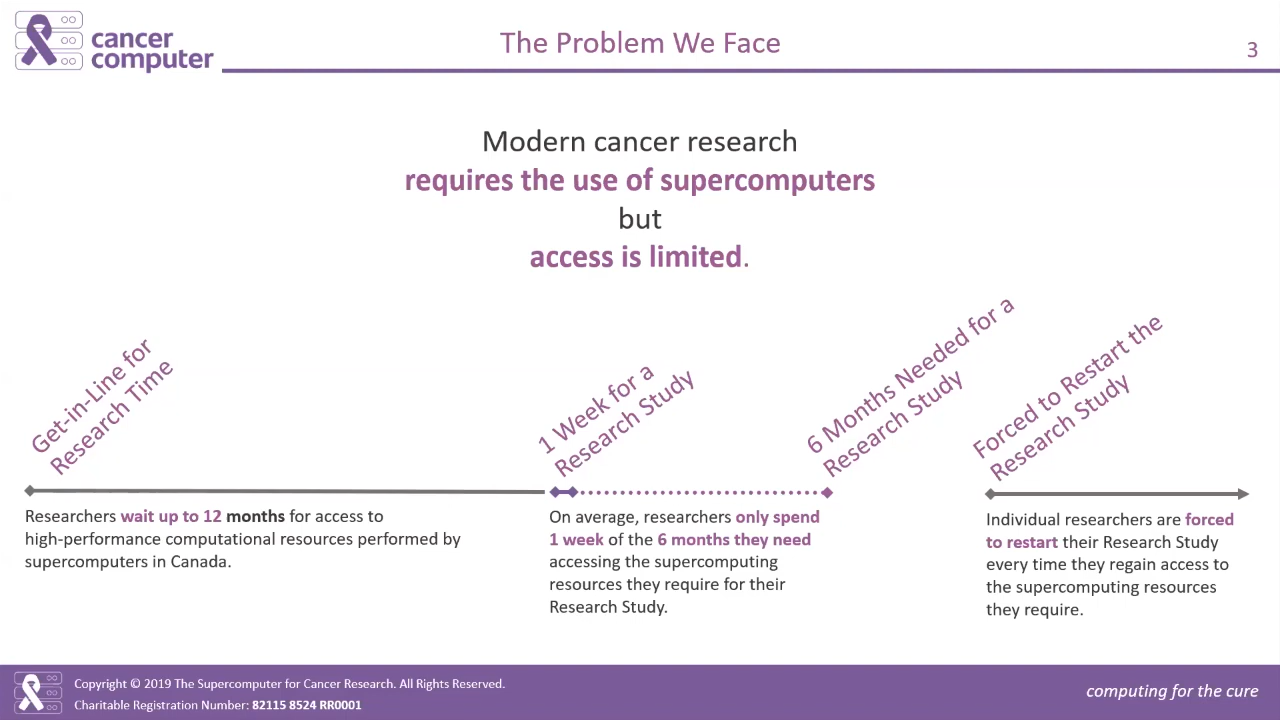 cancer
computer
The Problem We Face
3
Modern cancer research
requires the use of supercomputers
but
access is limited.
Get-in-Line for
Research Time
1 Week for a
Research Study
6 Months Needed for a
Research Study
Forced to Restart the
Research Study
Researchers wait up to 12 months for access to
high-performance computational resources performed by
supercomputers in Canada.
On average, researchers only spend
1 week of the 6 months they need
accessing the supercomputing
resources they require for their
Research Study.
Individual researchers are forced
to restart their Research Study
every time they regain access to
the supercomputing resources
they require.
Copyright © 2019 The Supercomputer for Cancer Research. All Rights Reserved.
Charitable Registration Number: 82115 8524 RR0001
computing for the cure